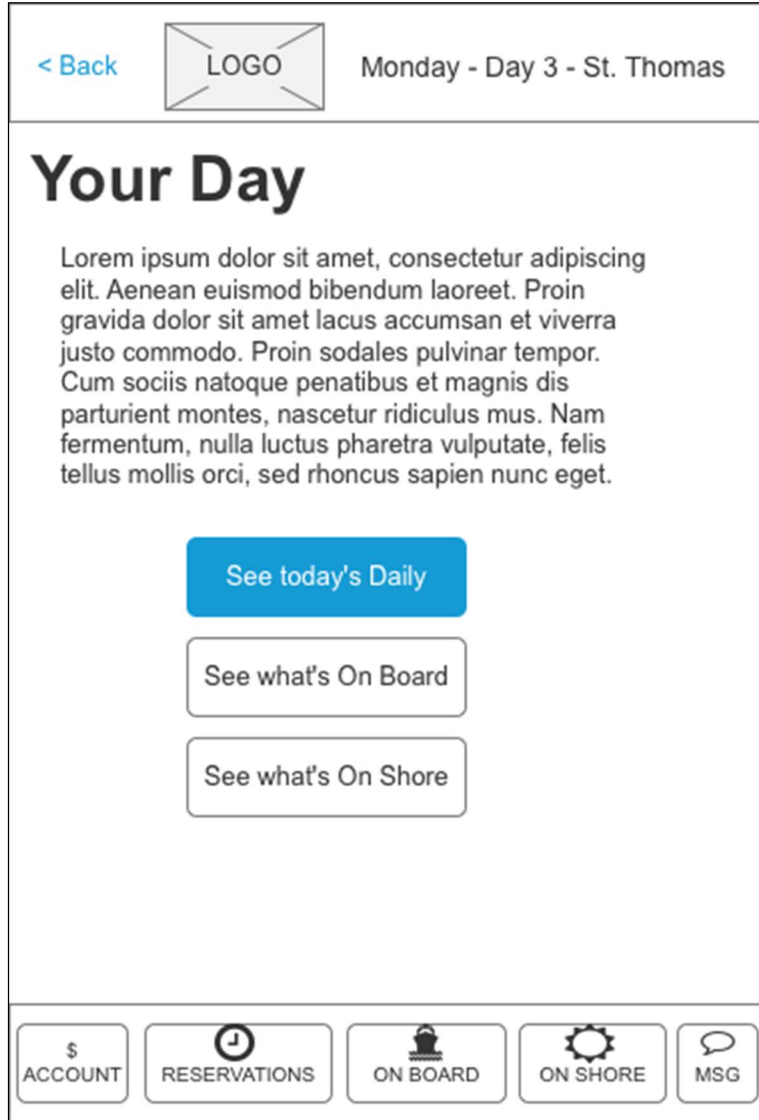 < Back
LOGO
Monday - Day 3 - St. Thomas
Your Day
Lorem ipsum dolor sit amet, consectetur adipiscing
elit. Aenean euismod bibendum laoreet. Proin
gravida dolor sit amet lacus accumsan et viverra
justo commodo. Proin sodales pulvinar tempor.
Cum sociis natoque penatibus et magnis dis
parturient montes, nascetur ridiculus mus. Nam
fermentum, nulla luctus pharetra vulputate, felis
tellus mollis orci, sed rhoncus sapien nunc eget.
See today's Daily
See what's On Board
See what's On Shore
$
ACCOUNT
RESERVATIONS
ON BOARD
ON SHORE
MSG